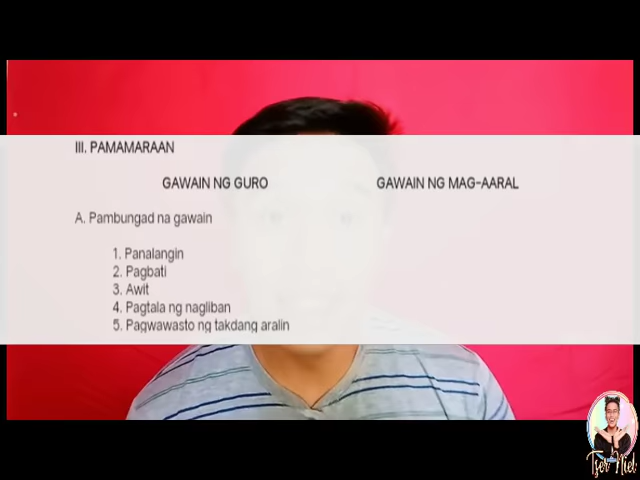 III. PAMAMARAAN
GAWAIN NG GURO GAWAIN NG MAG-AARAL
A. Pambungad na gawain
1. Panalangin
2. Pagbati
3. Awit
4. Pagtala ng nagliban
5. Pagwawasto ng takdang aralin
Tser Niel